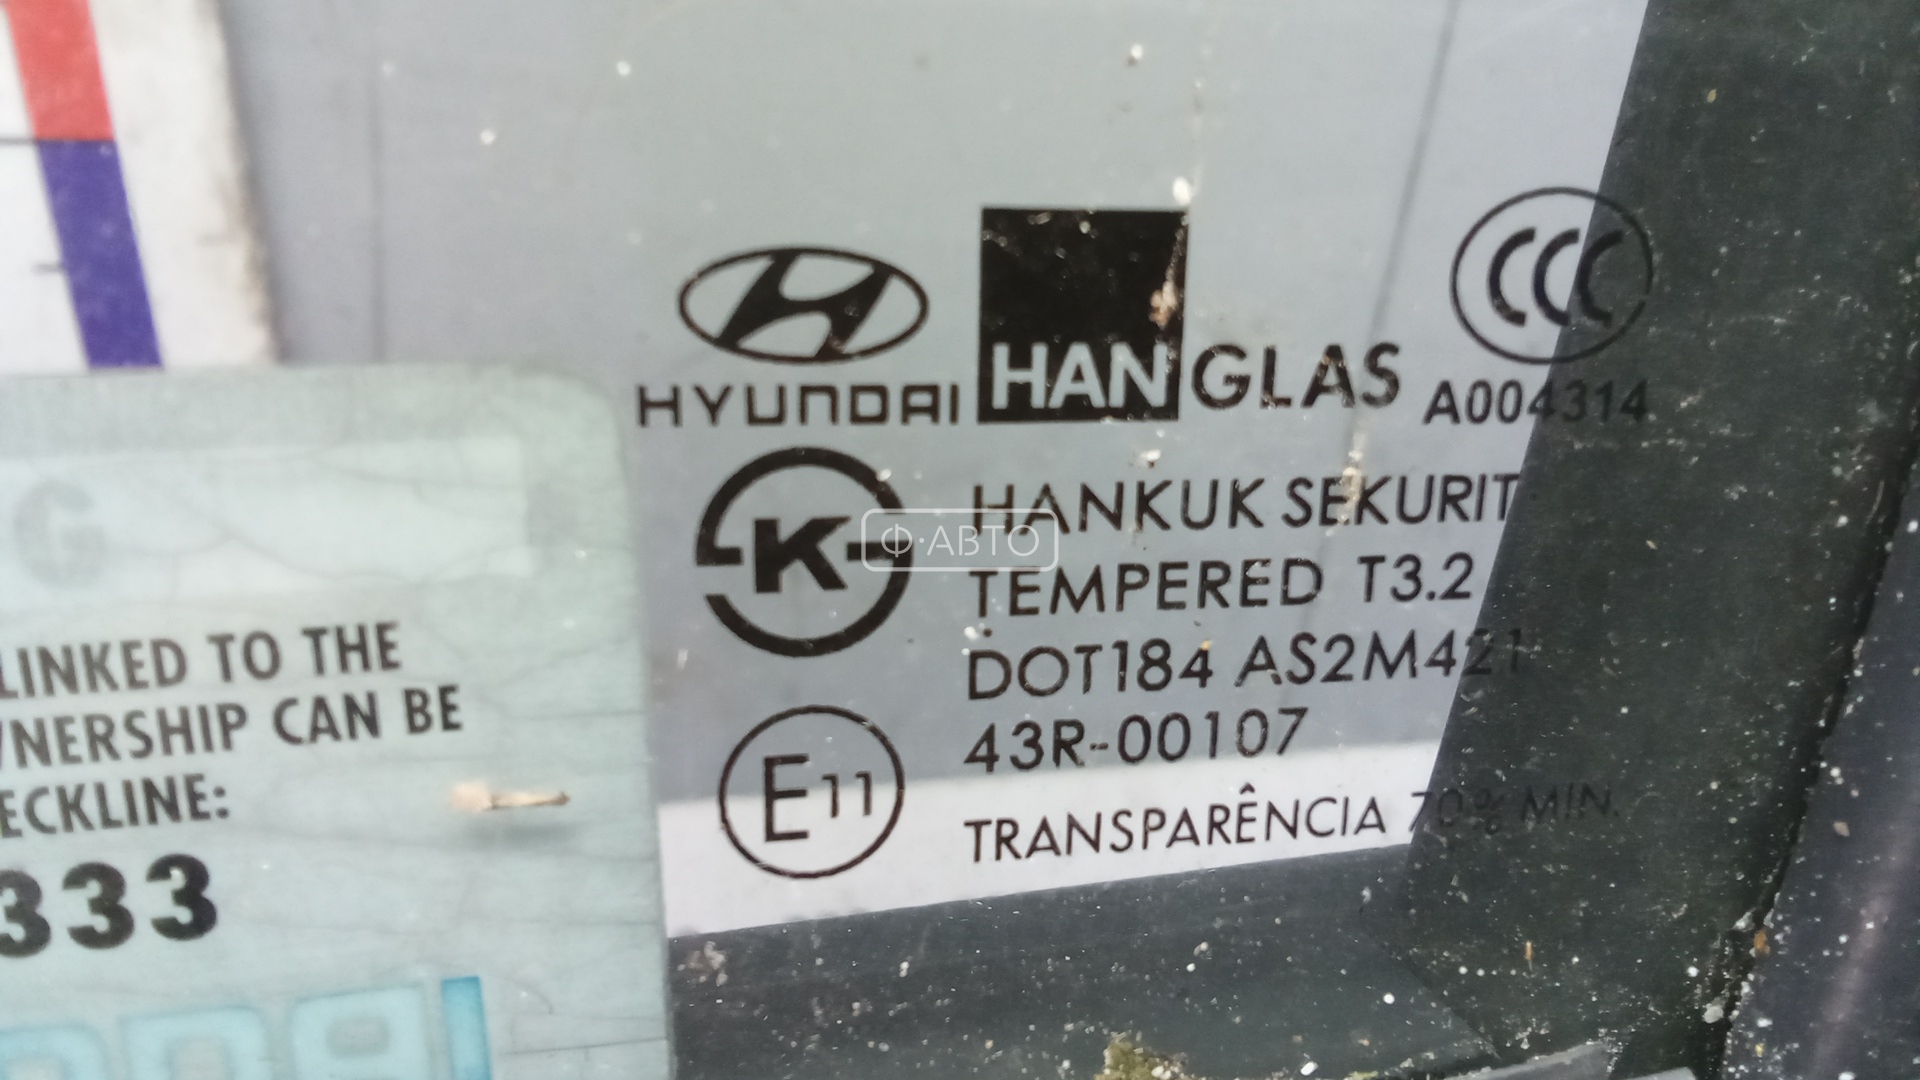 HYUNDAI
HANGLAS
CCC
A004314
K
HANKUK SEKURIT
TEMPERED T3.2
DOT184 AS2M421
E11
43R-00107
TRANSPARÊNCIA 70% MIN.
Ф·АВТО
G
LINKED TO THE
WNERSHIP CAN BE
ECKLINE:
333